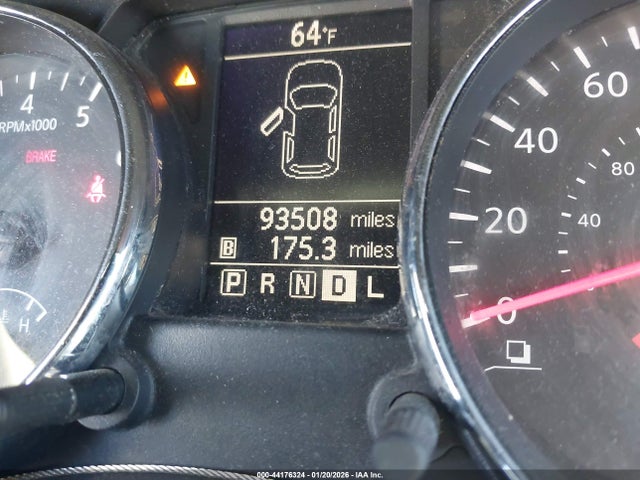 64°F
4 5
RPMx1000
BRAKE
60
40
80
20
40
0
93508 miles
B 175.3 miles
P R N D L
H
000-44176324 | 01/20/2026 - IAA Inc.